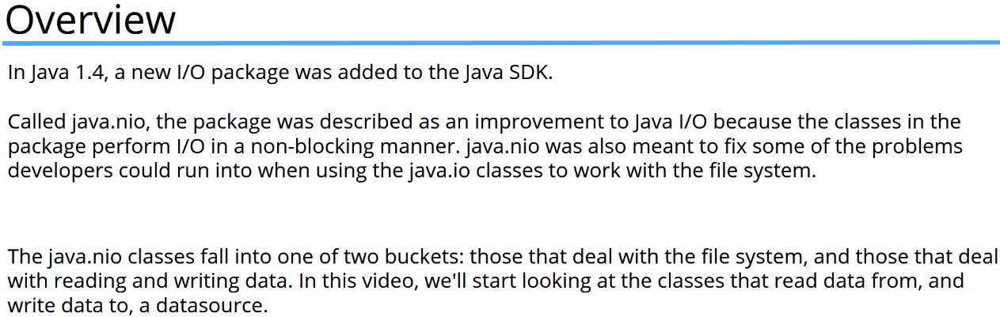 Overview
In Java 1.4, a new I/O package was added to the Java SDK.
Called java.nio, the package was described as an improvement to Java I/O because the classes in the
package perform I/O in a non-blocking manner. java.nio was also meant to fix some of the problems
developers could run into when using the java.io classes to work with the file system.
The java.nio classes fall into one of two buckets: those that deal with the file system, and those that deal
with reading and writing data. In this video, we'll start looking at the classes that read data from, and
write data to, a datasource.